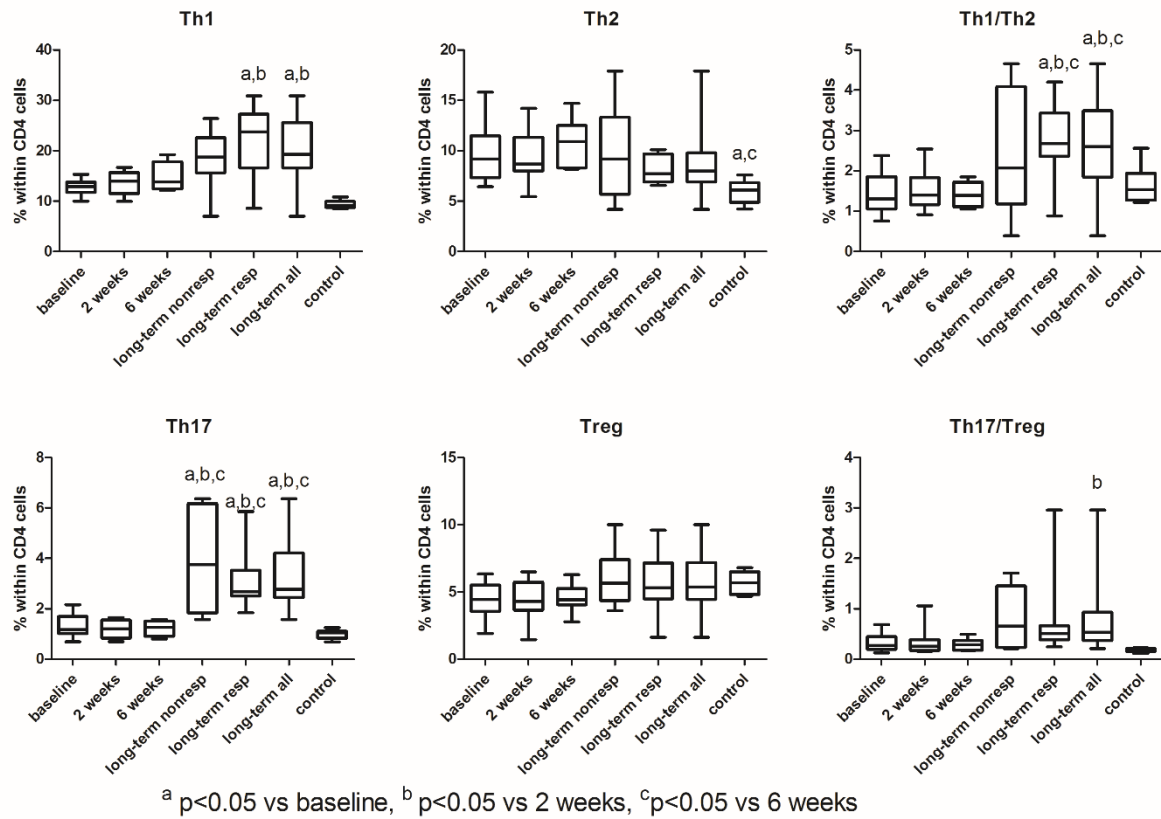 Th1
% within CD4 cells
40
30
20
10
0
a,b
a,b
baseline
2 weeks
6 weeks
long-term nonresp
long-term resp
long-term all
control
Th2
% within CD4 cells
20
15
10
5
0
a,c
baseline
2 weeks
6 weeks
long-term nonresp
long-term resp
long-term all
control
Th1/Th2
% within CD4 cells
5
4
3
2
1
0
a,b,c
a,b,c
baseline
2 weeks
6 weeks
long-term nonresp
long-term resp
long-term all
control
Th17
% within CD4 cells
8
6
4
2
0
a,b,c
a,b,c
a,b,c
baseline
2 weeks
6 weeks
long-term nonresp
long-term resp
long-term all
control
Treg
% within CD4 cells
15
10
5
0
baseline
2 weeks
6 weeks
long-term nonresp
long-term resp
long-term all
control
Th17/Treg
% within CD4 cells
4
3
2
1
0
b
baseline
2 weeks
6 weeks
long-term nonresp
long-term resp
long-term all
control
a p<0.05 vs baseline, b p<0.05 vs 2 weeks, cp<0.05 vs 6 weeks